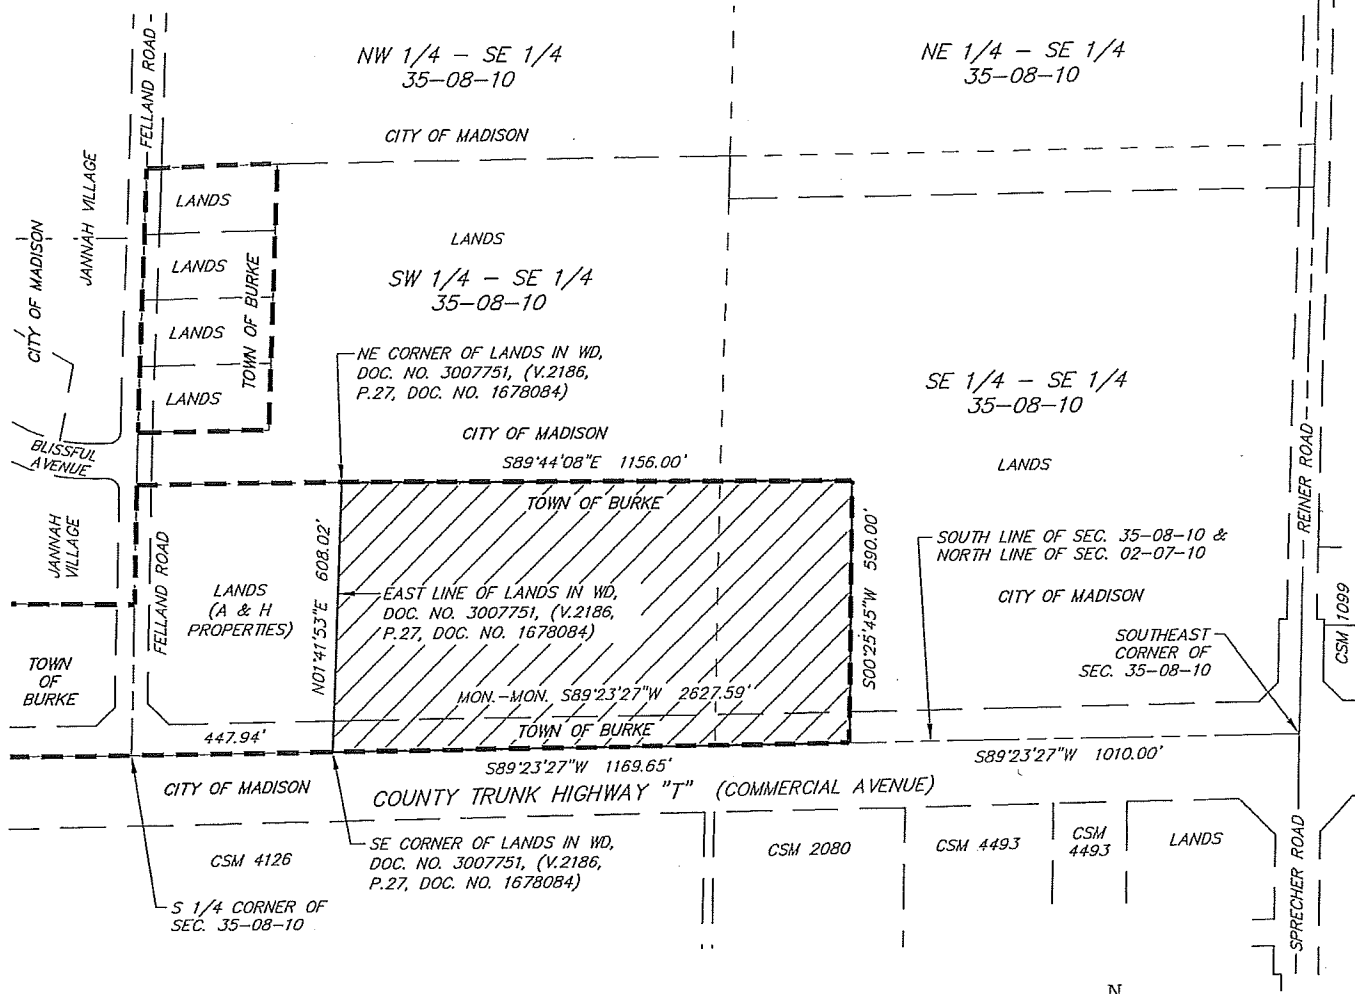 NW 1/4 – SE 1/4
35–08–10
NE 1/4 – SE 1/4
35–08–10
FELLAND ROAD
CITY OF MADISON
JANNAH VILLAGE
CITY OF MADISON
LANDS
LANDS
LANDS
LANDS
TOWN OF BURKE
LANDS
SW 1/4 – SE 1/4
35–08–10
NE CORNER OF LANDS IN WD,
DOC. NO. 3007751, (V.2186,
P.27, DOC. NO. 1678084)
SE 1/4 – SE 1/4
35–08–10
LANDS
CITY OF MADISON
BLISSFUL
AVENUE
S89°44'08"E 1156.00'
TOWN OF BURKE
REINER ROAD
JANNAH
VILLAGE
FELLAND ROAD
LANDS
(A & H
PROPERTIES)
N01°41'53"E 608.02'
EAST LINE OF LANDS IN WD,
DOC. NO. 3007751, (V.2186,
P.27, DOC. NO. 1678084)
S00°25'45"W 590.00'
SOUTH LINE OF SEC. 35–08–10 &
NORTH LINE OF SEC. 02–07–10
CITY OF MADISON
SOUTHEAST
CORNER OF
SEC. 35–08–10
CSM 1099
TOWN
OF
BURKE
MON.–MON. S89°23'27"W 2627.59'
TOWN OF BURKE
447.94'
S89°23'27"W 1169.65'
S89°23'27"W 1010.00'
CITY OF MADISON
COUNTY TRUNK HIGHWAY "T" (COMMERCIAL AVENUE)
CSM 4126
SE CORNER OF LANDS IN WD,
DOC. NO. 3007751, (V.2186,
P.27, DOC. NO. 1678084)
CSM 2080
CSM 4493
CSM
4493
LANDS
SPRECHER ROAD
S 1/4 CORNER OF
SEC. 35–08–10
N